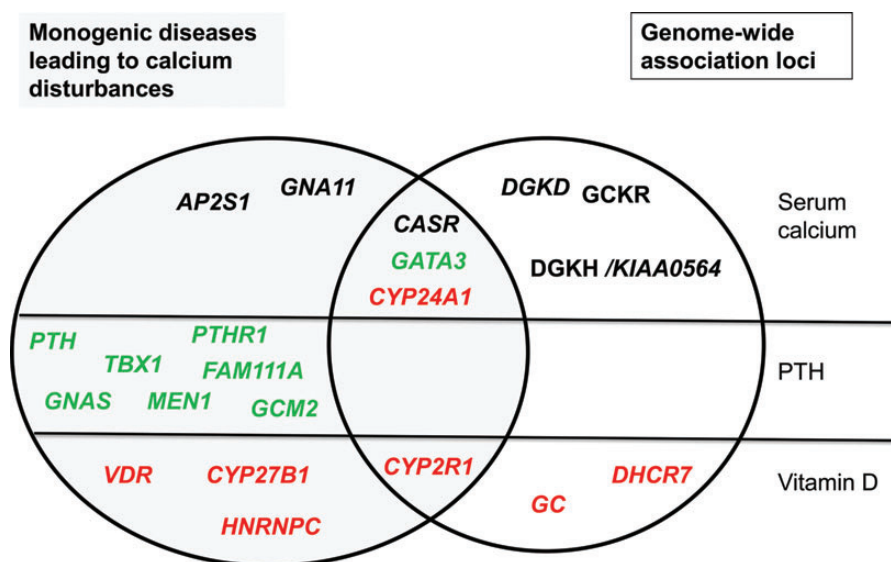 Monogenic diseases
leading to calcium
disturbances
Genome-wide
association loci
AP2S1
GNA11
CASR
GATA3
CYP24A1
DGKD
GCKR
DGKH /KIAA0564
Serum
calcium
PTH
PTHR1
TBX1
FAM111A
GNAS
MEN1
GCM2
PTH
VDR
CYP27B1
HNRNPC
CYP2R1
DHCR7
GC
Vitamin D